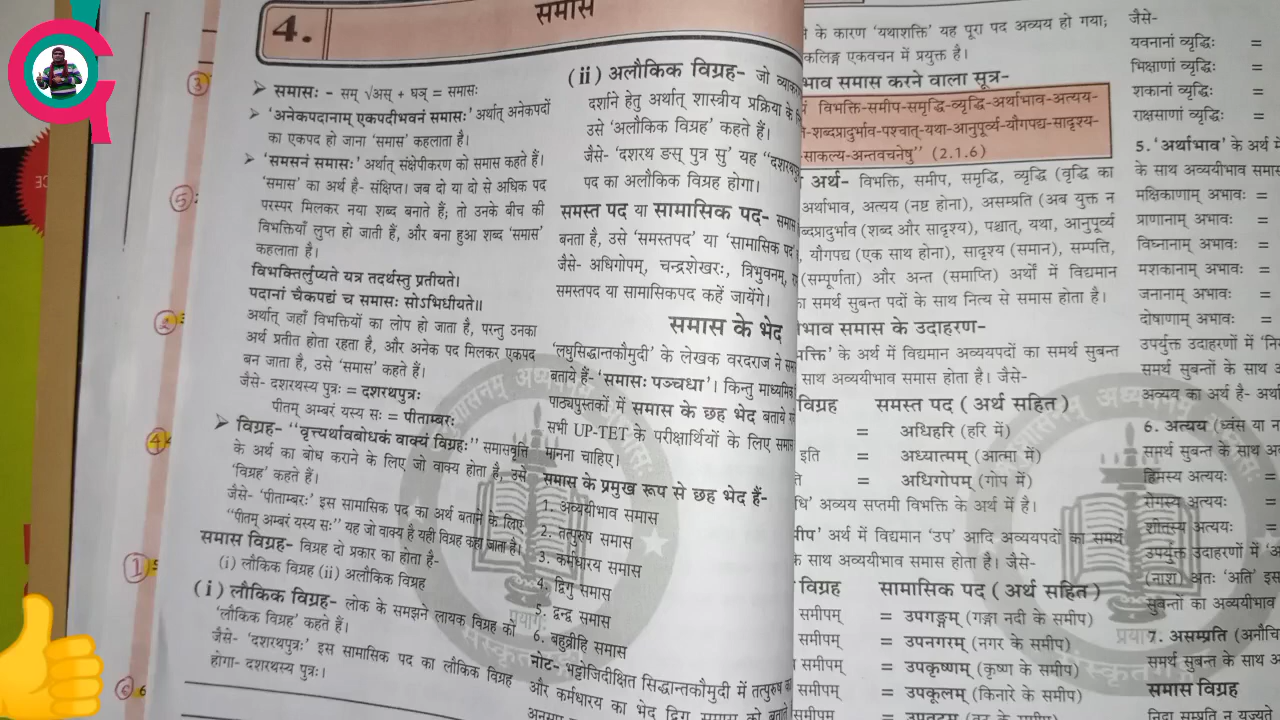 4.
समास
➤ समासः - सम् √अस् + घञ् = समासः
➤ 'अनेकपदानाम् एकपदीभवनं समासः' अर्थात् अनेकपदों
का एकपद हो जाना 'समास' कहलाता है।
➤ 'समसनं समासः' अर्थात् संक्षेपीकरण को समास कहते हैं।
'समास' का अर्थ है- संक्षिप्त। जब दो या दो से अधिक पद
परस्पर मिलकर नया शब्द बनाते हैं; तो उनके बीच की
विभक्तियाँ लुप्त हो जाती हैं, और बना हुआ शब्द 'समास'
कहलाता है।
विभक्तिर्लुप्यते यत्र तदर्थस्तु प्रतीयते।
पदानां चैकपद्यं च समासः सोऽभिधीयते॥
अर्थात् जहाँ विभक्तियों का लोप हो जाता है, परन्तु उनका
अर्थ प्रतीत होता रहता है, और अनेक पद मिलकर एकपद
बन जाता है, उसे 'समास' कहते हैं।
जैसे- दशरथस्य पुत्रः = दशरथपुत्रः
पीतम् अम्बरं यस्य सः = पीताम्बरः
➤ विग्रह- "वृत्त्यर्थावबोधकं वाक्यं विग्रहः" समासवृत्ति
के अर्थ का बोध कराने के लिए जो वाक्य होता है, उसे
'विग्रह' कहते हैं।
जैसे- 'पीताम्बरः' इस सामासिक पद का अर्थ बताने के लिए
"पीतम् अम्बरं यस्य सः" यह जो वाक्य है यही विग्रह कहा जाता है।
समास विग्रह- विग्रह दो प्रकार का होता है-
(i) लौकिक विग्रह (ii) अलौकिक विग्रह
(i) लौकिक विग्रह- लोक के समझने लायक विग्रह को
'लौकिक विग्रह' कहते हैं।
जैसे- 'दशरथपुत्रः' इस सामासिक पद का लौकिक विग्रह
होगा- दशरथस्य पुत्रः।
(ii) अलौकिक विग्रह- जो
दर्शाने हेतु अर्थात् शास्त्रीय प्रक्रिया के
उसे 'अलौकिक विग्रह' कहते हैं।
जैसे- 'दशरथ ङस् पुत्र सु' यह
पद का अलौकिक विग्रह होगा।
समस्त पद या सामासिक पद-
बनता है, उसे 'समस्तपद' या 'सामासिक पद'
जैसे- अधिगोपम्, चन्द्रशेखरः, त्रिभुवनम्,
समस्तपद या सामासिकपद कहें जायेंगे।
समास के भेद
'लघुसिद्धान्तकौमुदी' के लेखक वरदराज ने
बताये हैं- 'समासः पञ्चधा'। किन्तु माध्यमिक
पाठ्यपुस्तकों में समास के छह भेद बताये
सभी UP-TET के परीक्षार्थियों के लिए
मानना चाहिए।
समास के प्रमुख रूप से छह भेद हैं-
1. अव्ययीभाव समास
2. तत्पुरुष समास
3. कर्मधारय समास
4. द्विगु समास
5. द्वन्द्व समास
6. बहुव्रीहि समास
नोट- भट्टोजिदीक्षित सिद्धान्तकौमुदी में तत्पुरुष का
और कर्मधारय का भेद द्विगु समास को
के कारण 'यथाशक्ति' यह पूरा पद अव्यय हो गया;
एकवचन में प्रयुक्त है।
भाव समास करने वाला सूत्र-
विभक्ति-समीप-समृद्धि-व्यृद्धि-अर्थाभाव-अत्यय-
-शब्दप्रादुर्भाव-पश्चात्-यथा-आनुपूर्व्य-यौगपद्य-सादृश्य-
साकल्य-अन्तवचनेषु" (2.1.6)
अर्थ- विभक्ति, समीप, समृद्धि, व्यृद्धि (वृद्धि का
अर्थाभाव, अत्यय (नष्ट होना), असम्प्रति (अब युक्त न
(शब्द और सादृश्य), पश्चात्, यथा, आनुपूर्व्य
यौगपद्य (एक साथ होना), सादृश्य (समान), सम्पत्ति,
(सम्पूर्णता) और अन्त (समाप्ति) अर्थों में विद्यमान
समर्थ सुबन्त पदों के साथ नित्य से समास होता है।
भाव समास के उदाहरण-
के अर्थ में विद्यमान अव्ययपदों का समर्थ सुबन्त
साथ अव्ययीभाव समास होता है। जैसे-
विग्रह समस्त पद ( अर्थ सहित )
= अधिहरि (हरि में)
इति = अध्यात्मम् (आत्मा में)
= अधिगोपम् (गोप में)
अव्यय सप्तमी विभक्ति के अर्थ में है।
अर्थ में विद्यमान 'उप' आदि अव्ययपदों का समर्थ
के साथ अव्ययीभाव समास होता है। जैसे-
विग्रह सामासिक पद ( अर्थ सहित )
समीपम् = उपगङ्गम् (गङ्गा नदी के समीप)
समीपम् = उपनगरम् (नगर के समीप)
समीपम् = उपकृष्णम् (कृष्ण के समीप)
समीपम् = उपकूलम् (किनारे के समीप)
जैसे-
यवनानां व्यृद्धिः =
भिक्षाणां व्यृद्धिः =
शकानां व्यृद्धिः =
राक्षसाणां व्यृद्धिः =
5. 'अर्थाभाव' के अर्थ में
के साथ अव्ययीभाव समास
मक्षिकाणाम् अभावः =
प्राणानाम् अभावः =
विघ्नानाम् अभावः =
मशकानाम् अभावः =
जनानाम् अभावः =
दोषाणाम् अभावः =
उपर्युक्त उदाहरणों में
समर्थ सुबन्तों के साथ
अव्यय का अर्थ है-
6. अत्यय (ध्वंस या
समर्थ सुबन्त के साथ
हिमस्य अत्ययः
रोगस्य अत्ययः
शीतस्य अत्ययः
उपर्युक्त उदाहरणों में
(नाश) अतः 'अति' इस
सुबन्तों का अव्ययीभाव
7. असम्प्रति
समर्थ सुबन्त के साथ
समास विग्रह
निद्रा सम्प्रति न युज्यते